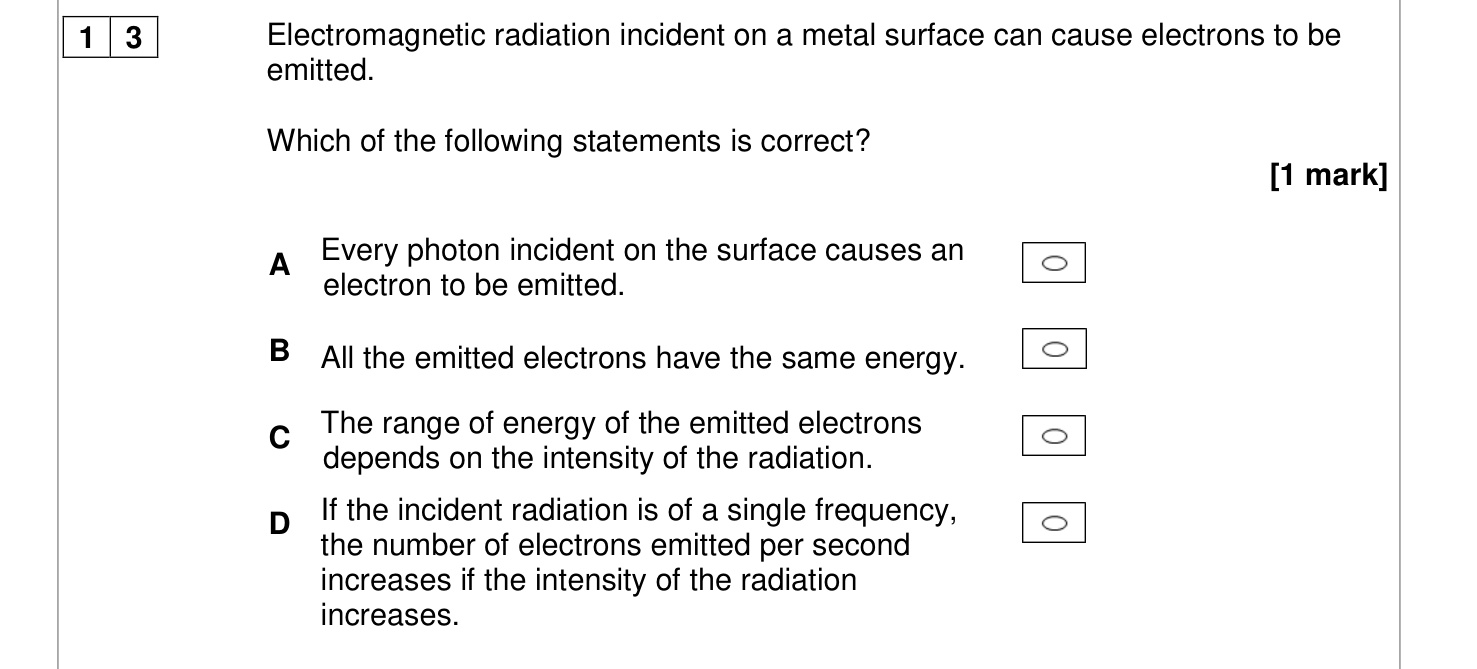 1 3 Electromagnetic radiation incident on a metal surface can cause electrons to be
emitted.
Which of the following statements is correct?
[1 mark]
A Every photon incident on the surface causes an
electron to be emitted.
B All the emitted electrons have the same energy.
C The range of energy of the emitted electrons
depends on the intensity of the radiation.
D If the incident radiation is of a single frequency,
the number of electrons emitted per second
increases if the intensity of the radiation
increases.